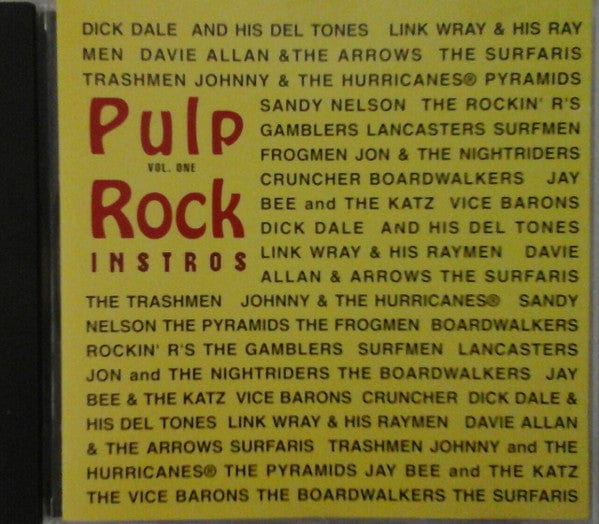 DICK DALE AND HIS DEL TONES LINK WRAY & HIS RAY
MEN DAVIE ALLAN &THE ARROWS THE SURFARIS
TRASHMEN JOHNNY & THE HURRICANES® PYRAMIDS
Pulp
VOL. ONE
Rock
INSTROS
SANDY NELSON THE ROCKIN' R'S
GAMBLERS LANCASTERS SURFMEN
FROGMEN JON & THE NIGHTRIDERS
CRUNCHER BOARDWALKERS JAY
BEE and THE KATZ VICE BARONS
DICK DALE AND HIS DEL TONES
LINK WRAY & HIS RAYMEN DAVIE
ALLAN & ARROWS THE SURFARIS
THE TRASHMEN JOHNNY & THE HURRICANES® SANDY
NELSON THE PYRAMIDS THE FROGMEN BOARDWALKERS
ROCKIN' R'S THE GAMBLERS SURFMEN LANCASTERS
JON and THE NIGHTRIDERS THE BOARDWALKERS JAY
BEE & THE KATZ VICE BARONS CRUNCHER DICK DALE &
HIS DEL TONES LINK WRAY & HIS RAYMEN DAVIE ALLAN
& THE ARROWS SURFARIS TRASHMEN JOHNNY and THE
HURRICANES® THE PYRAMIDS JAY BEE and THE KATZ
THE VICE BARONS THE BOARDWALKERS THE SURFARIS